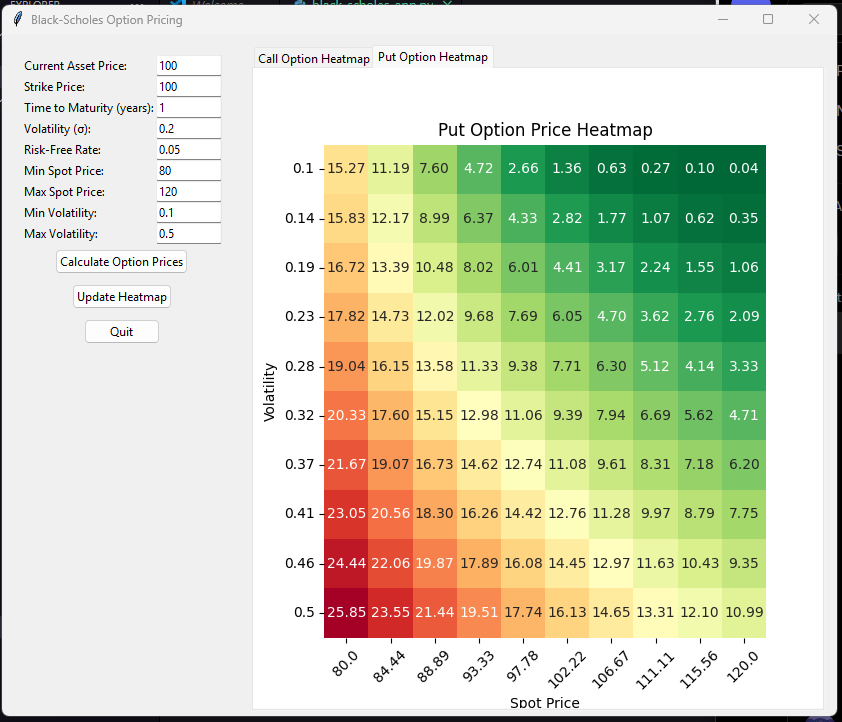 EXPLORER
Welcome
black-scholes-app.py
Black-Scholes Option Pricing
Current Asset Price: 100
Strike Price: 100
Time to Maturity (years): 1
Volatility (σ): 0.2
Risk-Free Rate: 0.05
Min Spot Price: 80
Max Spot Price: 120
Min Volatility: 0.1
Max Volatility: 0.5
Calculate Option Prices
Update Heatmap
Quit
Call Option Heatmap Put Option Heatmap
Put Option Price Heatmap
Volatility
0.1 15.27 11.19 7.60 4.72 2.66 1.36 0.63 0.27 0.10 0.04
0.14 15.83 12.17 8.99 6.37 4.33 2.82 1.77 1.07 0.62 0.35
0.19 16.72 13.39 10.48 8.02 6.01 4.41 3.17 2.24 1.55 1.06
0.23 17.82 14.73 12.02 9.68 7.69 6.05 4.70 3.62 2.76 2.09
0.28 19.04 16.15 13.58 11.33 9.38 7.71 6.30 5.12 4.14 3.33
0.32 20.33 17.60 15.15 12.98 11.06 9.39 7.94 6.69 5.62 4.71
0.37 21.67 19.07 16.73 14.62 12.74 11.08 9.61 8.31 7.18 6.20
0.41 23.05 20.56 18.30 16.26 14.42 12.76 11.28 9.97 8.79 7.75
0.46 24.44 22.06 19.87 17.89 16.08 14.45 12.97 11.63 10.43 9.35
0.5 25.85 23.55 21.44 19.51 17.74 16.13 14.65 13.31 12.10 10.99
80.0 84.44 88.89 93.33 97.78 102.22 106.67 111.11 115.56 120.0
Spot Price